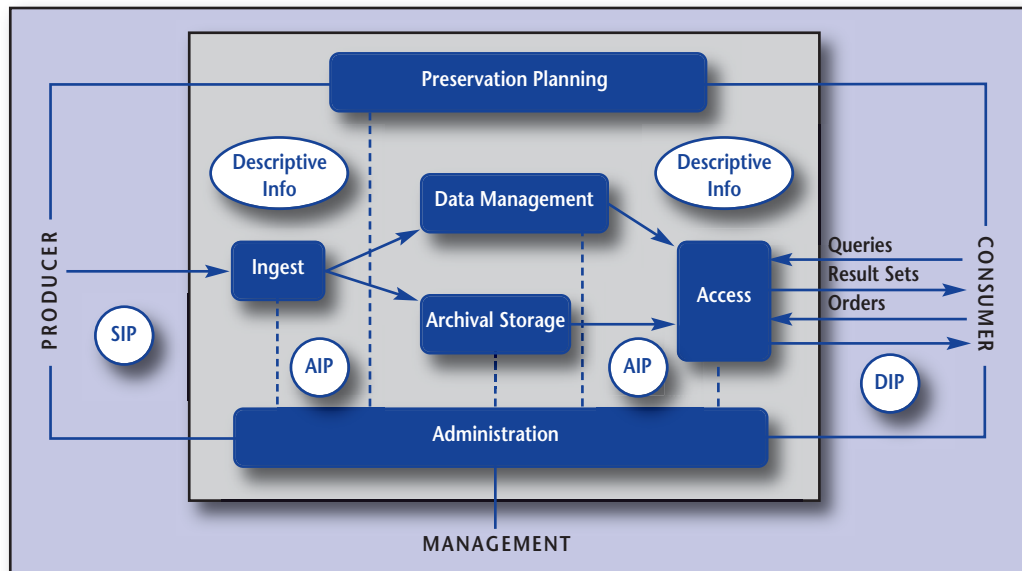 Preservation Planning
Descriptive
Info
Descriptive
Info
Data Management
PRODUCER
Ingest
Access
Queries
Result Sets
Orders
CONSUMER
Archival Storage
SIP
AIP
AIP
DIP
Administration
MANAGEMENT